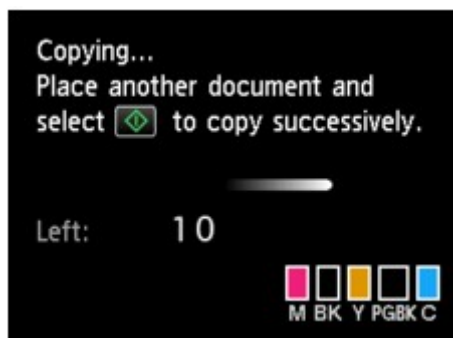 Copying...
Place another document and
select to copy successively.
Left: 10
M BK Y PGBK C